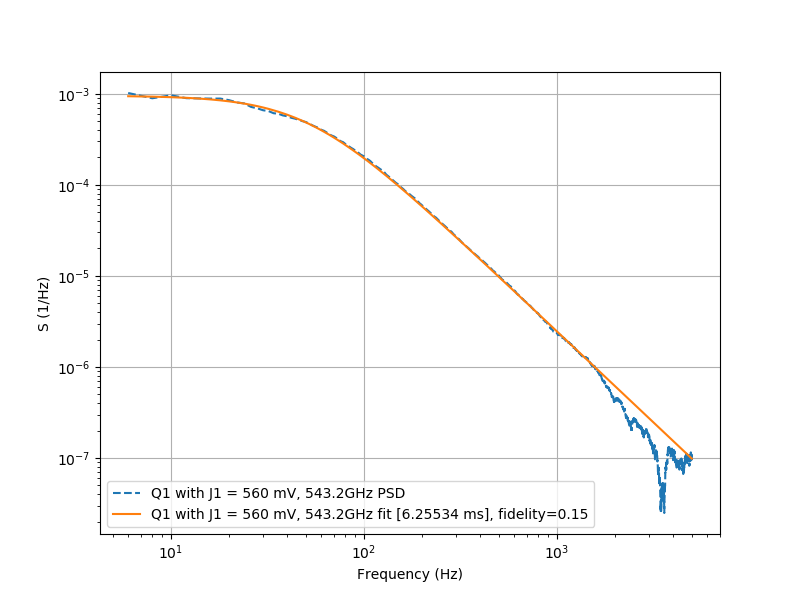 10⁻³
10⁻⁴
10⁻⁵
10⁻⁶
10⁻⁷
S (1/Hz)
Q1 with J1 = 560 mV, 543.2GHz PSD
Q1 with J1 = 560 mV, 543.2GHz fit [6.25534 ms], fidelity=0.15
10¹ 10² 10³
Frequency (Hz)